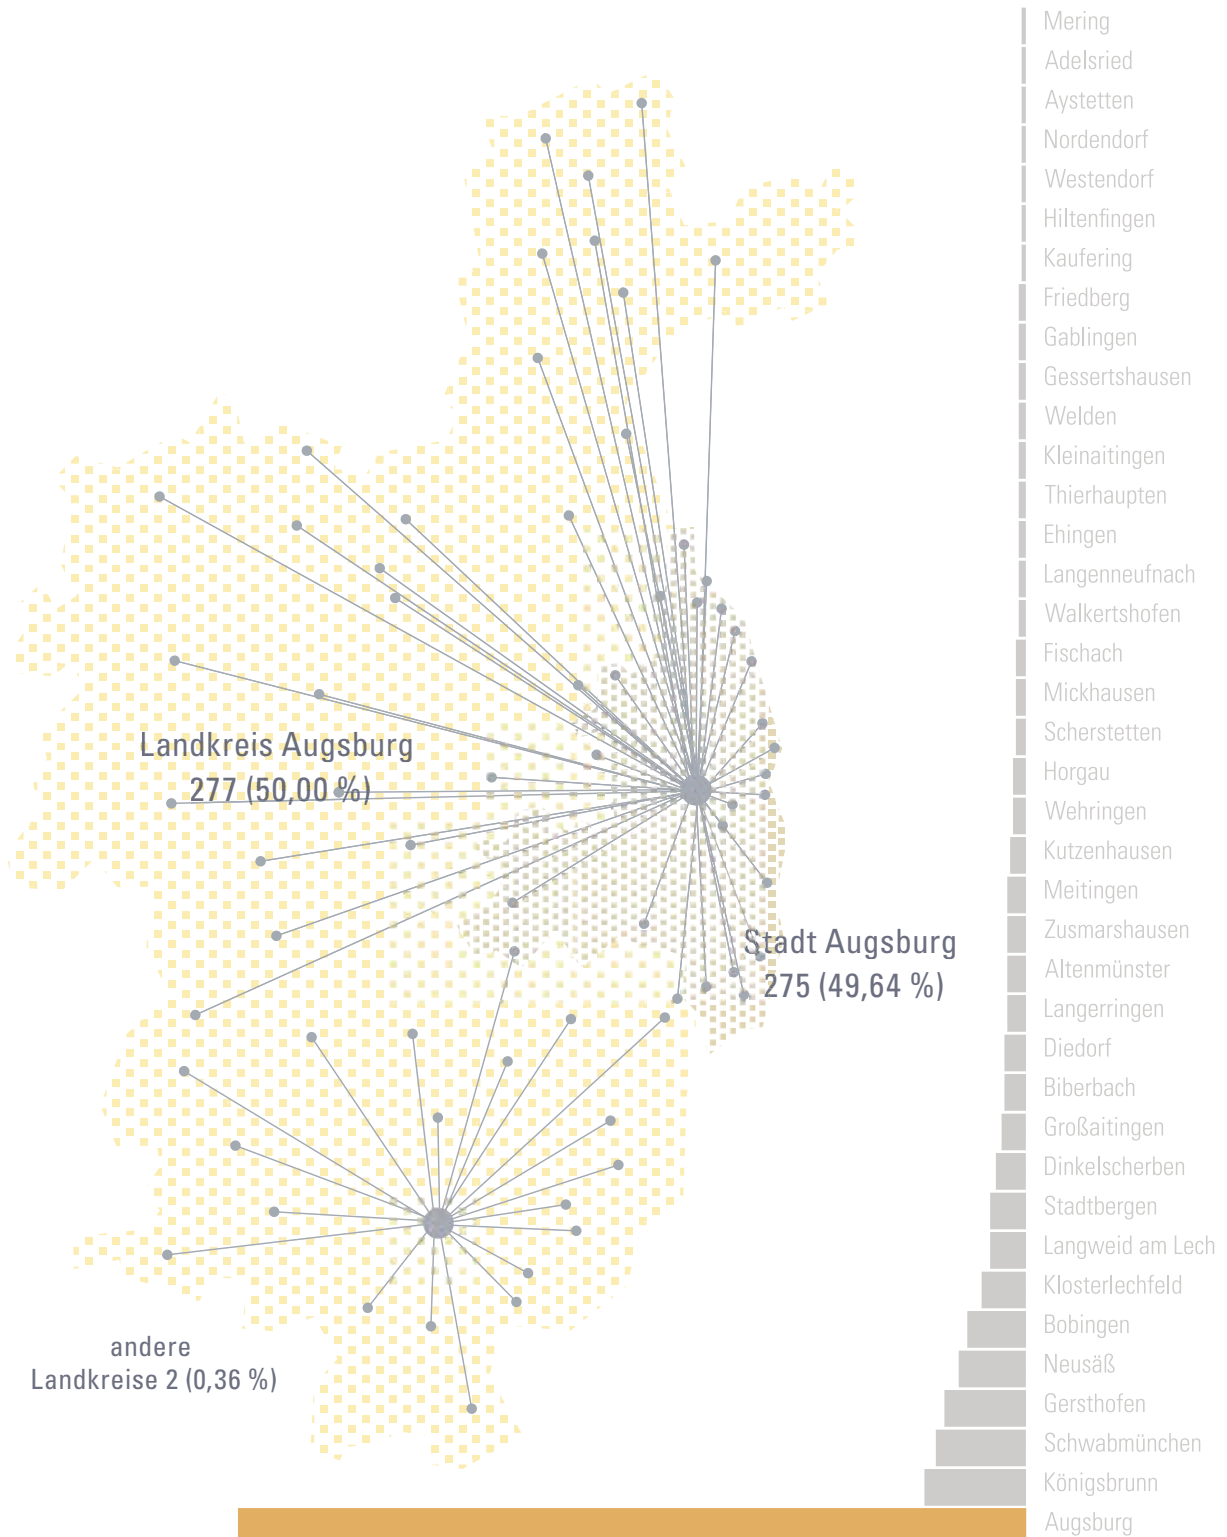 Mering
Adelsried
Aystetten
Nordendorf
Westendorf
Hiltenfingen
Kaufering
Friedberg
Gablingen
Gessertshausen
Welden
Kleinaitingen
Thierhaupten
Ehingen
Langenneufnach
Walkertshofen
Fischach
Mickhausen
Scherstetten
Horgau
Wehringen
Kutzenhausen
Meitingen
Zusmarshausen
Altenmünster
Langerringen
Diedorf
Biberbach
Großaitingen
Dinkelscherben
Stadtbergen
Langweid am Lech
Klosterlechfeld
Bobingen
Neusäß
Gersthofen
Schwabmünchen
Königsbrunn
Augsburg
Landkreis Augsburg
277 (50,00 %)
Stadt Augsburg
275 (49,64 %)
andere
Landkreise 2 (0,36 %)